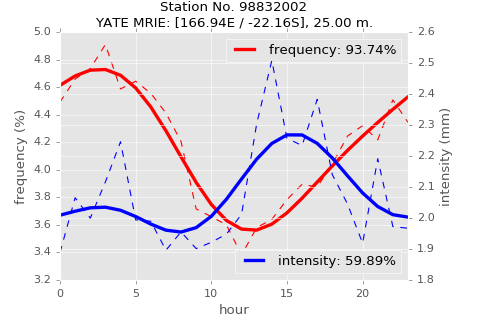 Station No. 98832002
YATE MRIE: [166.94E / -22.16S], 25.00 m.
frequency: 93.74%
intensity: 59.89%
frequency (%)
5.0
4.8
4.6
4.4
4.2
4.0
3.8
3.6
3.4
3.2
intensity (mm)
2.6
2.5
2.4
2.3
2.2
2.1
2.0
1.9
1.8
0 5 10 15 20
hour